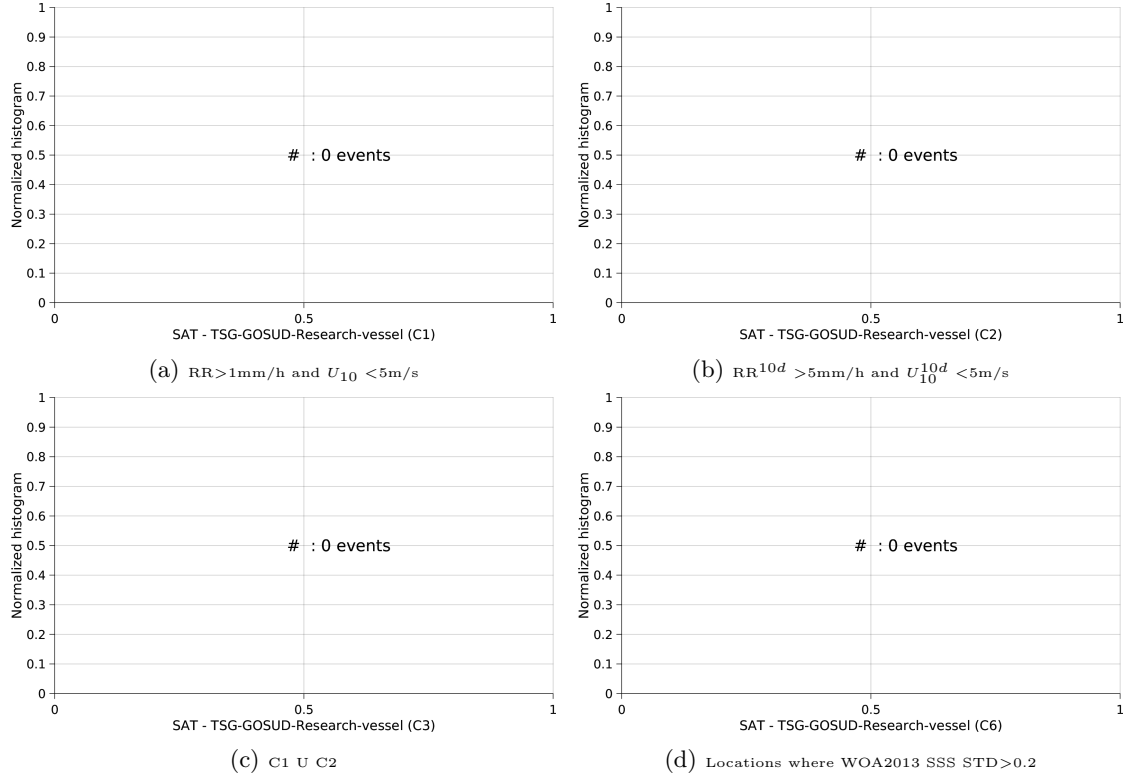 1
0.9
0.8
0.7
0.6
0.5
0.4
0.3
0.2
0.1
0
Normalized histogram
# : 0 events
0 0.5 1
SAT - TSG-GOSUD-Research-vessel (C1)
(a) RR>1mm/h and U10 <5m/s
1
0.9
0.8
0.7
0.6
0.5
0.4
0.3
0.2
0.1
0
Normalized histogram
# : 0 events
0 0.5 1
SAT - TSG-GOSUD-Research-vessel (C2)
(b) RR10d >5mm/h and U10d10 <5m/s
1
0.9
0.8
0.7
0.6
0.5
0.4
0.3
0.2
0.1
0
Normalized histogram
# : 0 events
0 0.5 1
SAT - TSG-GOSUD-Research-vessel (C3)
(c) C1 U C2
1
0.9
0.8
0.7
0.6
0.5
0.4
0.3
0.2
0.1
0
Normalized histogram
# : 0 events
0 0.5 1
SAT - TSG-GOSUD-Research-vessel (C6)
(d) Locations where WOA2013 SSS STD>0.2